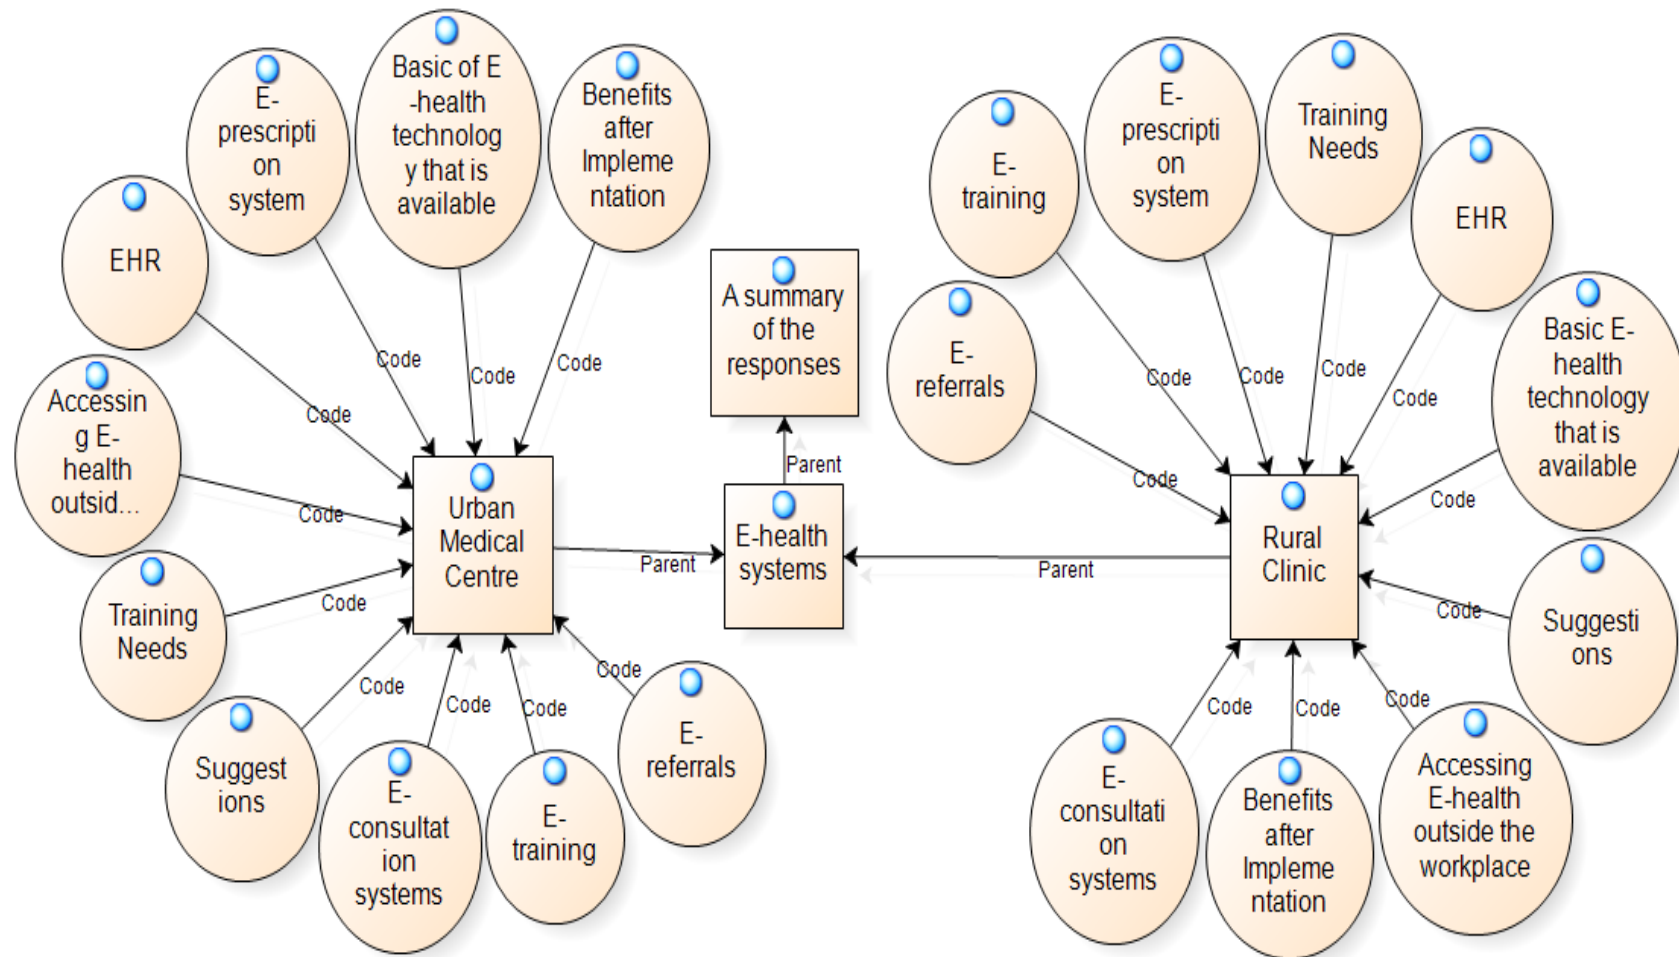 E-
prescripti
on
system
Basic of E
-health
technolog
y that is
available
Benefits
after
Impleme
ntation
EHR
Accessin
g E-
health
outsid...
Training
Needs
Suggest
ions
E-
consultat
ion
systems
E-
training
E-
referrals
Code
Code
Code
Code
Code
Code
Code
Code
Code
Code
Urban
Medical
Centre
Parent
A summary
of the
responses
Parent
E-health
systems
Parent
Rural
Clinic
E-
training
E-
prescripti
on
system
Training
Needs
EHR
E-
referrals
Basic E-
health
technology
that is
available
Suggesti
ons
Accessing
E-health
outside the
workplace
Benefits
after
Impleme
ntation
E-
consultati
on
systems
Code
Code
Code
Code
Code
Code
Code
Code
Code
Code